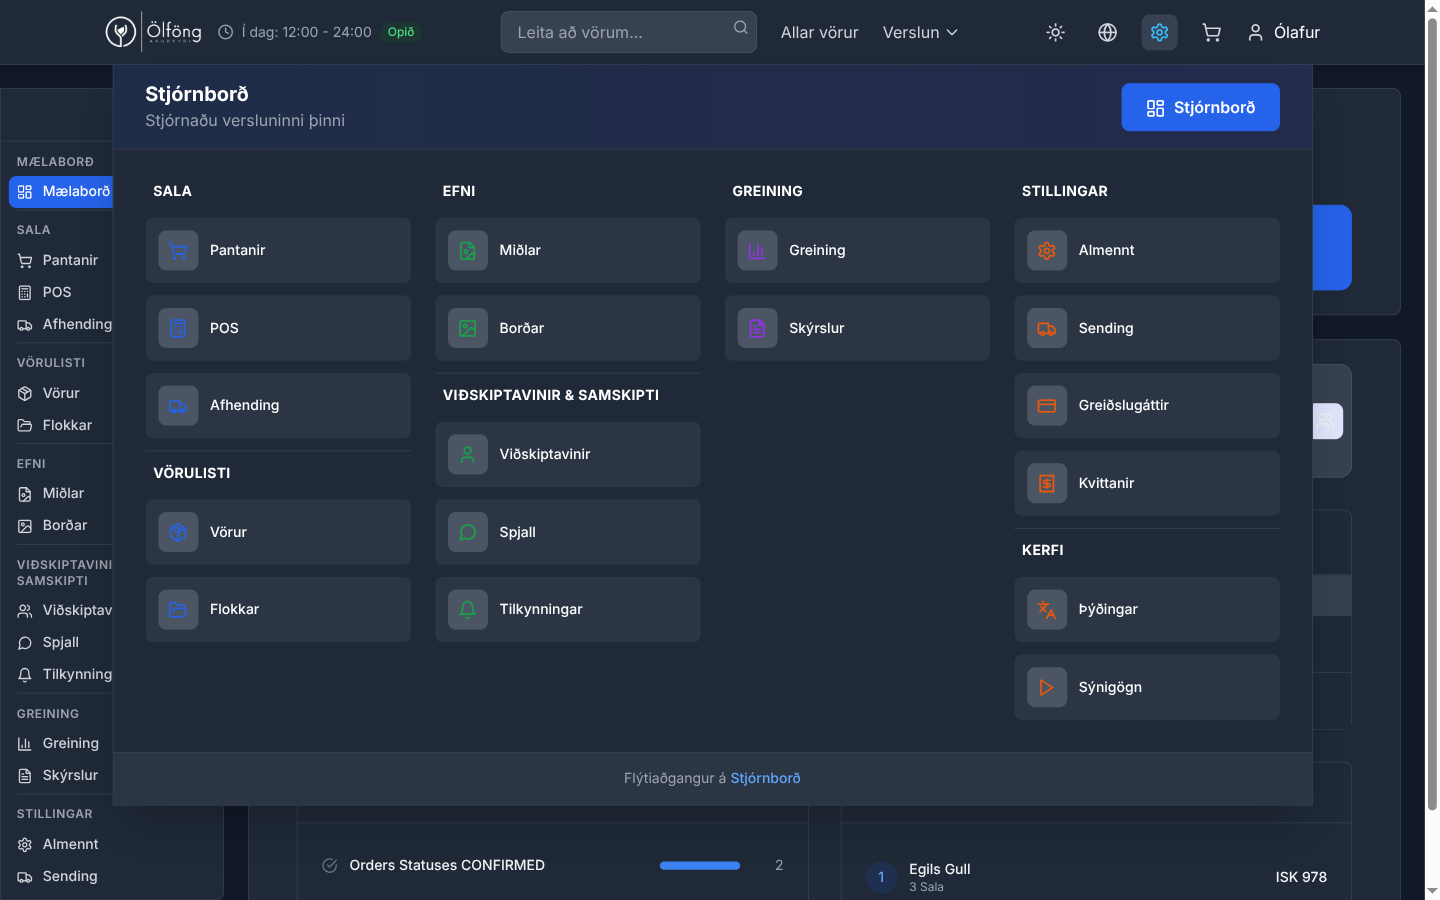 Ölföng
Í dag: 12:00 - 24:00
Opið
Leita að vörum...
Allar vörur
Verslun
Ólafur
Stjórnborð
Stjórnaðu versluninni þinni
Stjórnborð
MÆLABORÐ
Mælaborð
SALA
Pantanir
POS
Afhending
VÖRULISTI
Vörur
Flokkar
EFNI
Miðlar
Borðar
VIÐSKIPTAVINI
SAMSKIPTI
Viðskiptav
Spjall
Tilkynning
GREINING
Greining
Skýrslur
STILLINGAR
Almennt
Sending
SALA
Pantanir
POS
Afhending
VÖRULISTI
Vörur
Flokkar
EFNI
Miðlar
Borðar
VIÐSKIPTAVINIR & SAMSKIPTI
Viðskiptavinir
Spjall
Tilkynningar
GREINING
Greining
Skýrslur
STILLINGAR
Almennt
Sending
Greiðslugáttir
Kvittanir
KERFI
Þýðingar
Sýnigögn
Flýtiaðgangur á Stjórnborð
Orders Statuses CONFIRMED
2
1
Egils Gull
3 Sala
ISK 978